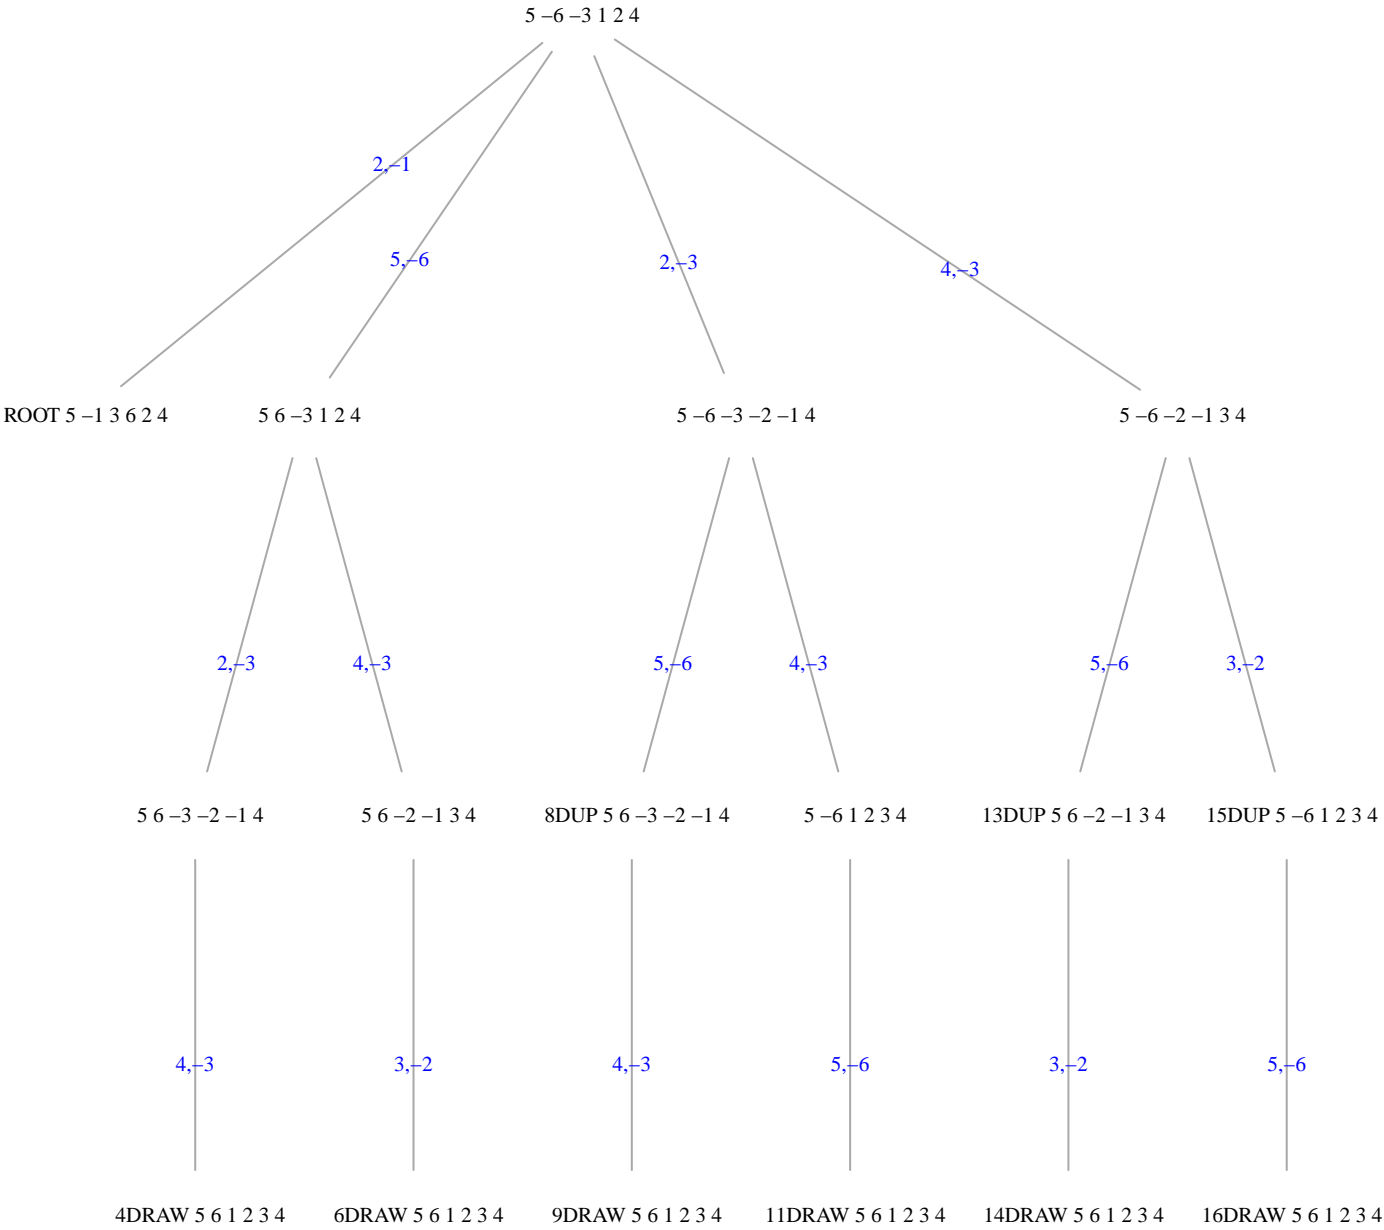 5 –6 –3 1 2 4
2,–1
5,–6
2,–3
4,–3
ROOT 5 –1 3 6 2 4
5 6 –3 1 2 4
5 –6 –3 –2 –1 4
5 –6 –2 –1 3 4
2,–3
4,–3
5,–6
4,–3
5,–6
3,–2
5 6 –3 –2 –1 4
5 6 –2 –1 3 4
8DUP 5 6 –3 –2 –1 4
5 –6 1 2 3 4
13DUP 5 6 –2 –1 3 4
15DUP 5 –6 1 2 3 4
4,–3
3,–2
4,–3
5,–6
3,–2
5,–6
4DRAW 5 6 1 2 3 4
6DRAW 5 6 1 2 3 4
9DRAW 5 6 1 2 3 4
11DRAW 5 6 1 2 3 4
14DRAW 5 6 1 2 3 4
16DRAW 5 6 1 2 3 4